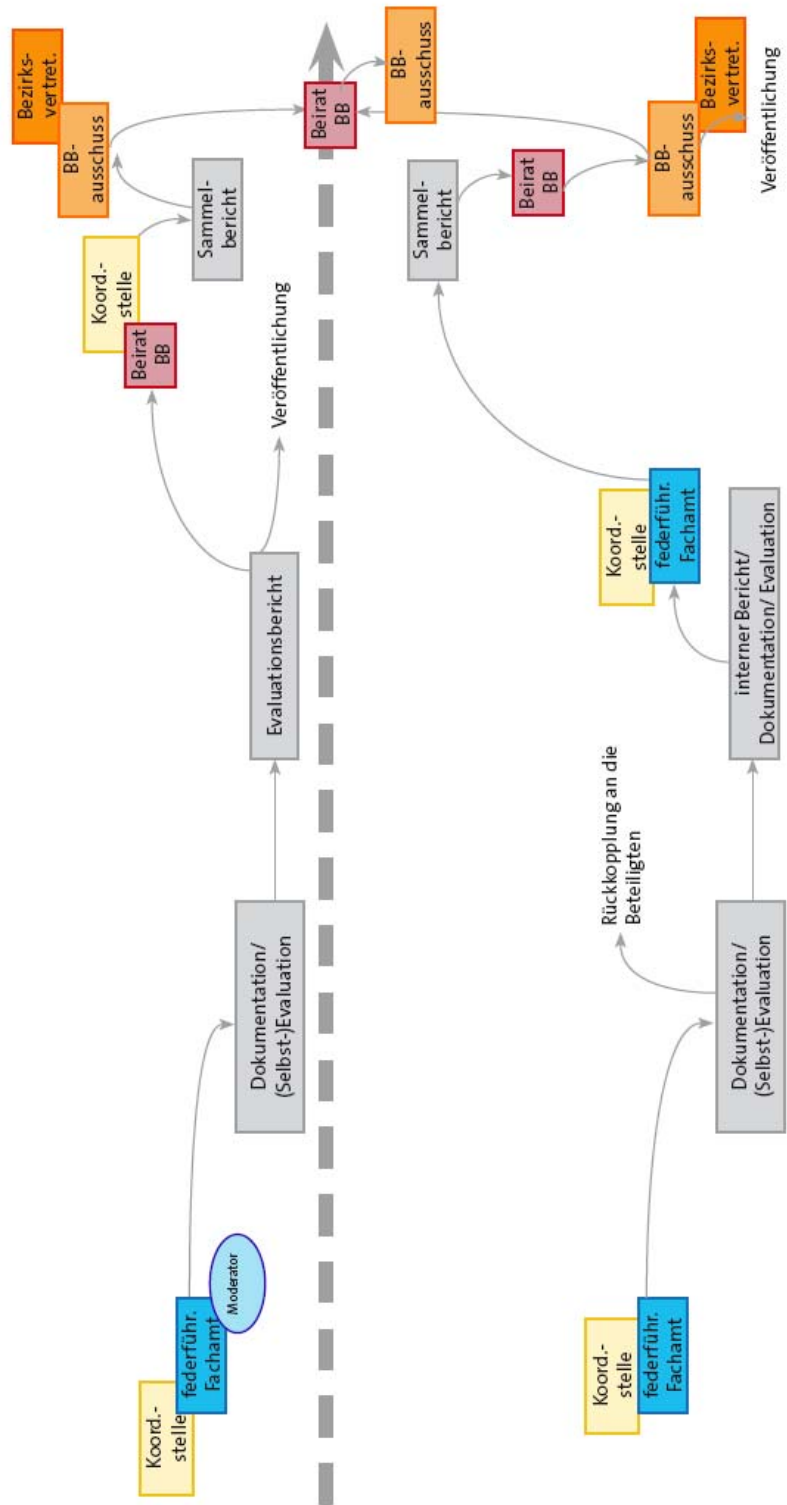 Koord.-
stelle
federführ.
Fachamt
Moderator
Dokumentation/
(Selbst-)Evaluation
Evaluationsbericht
Veröffentlichung
Beirat
BB
Koord.-
stelle
Sammel-
bericht
BB-
ausschuss
Bezirks-
vertret.
Beirat
BB
BB-
ausschuss
Koord.-
stelle
federführ.
Fachamt
Dokumentation/
(Selbst-)Evaluation
Rückkopplung an die
Beteiligten
interner Bericht/
Dokumentation/ Evaluation
Koord.-
stelle
federführ.
Fachamt
Sammel-
bericht
Beirat
BB
BB-
ausschuss
Bezirks-
vertret.
Veröffentlichung